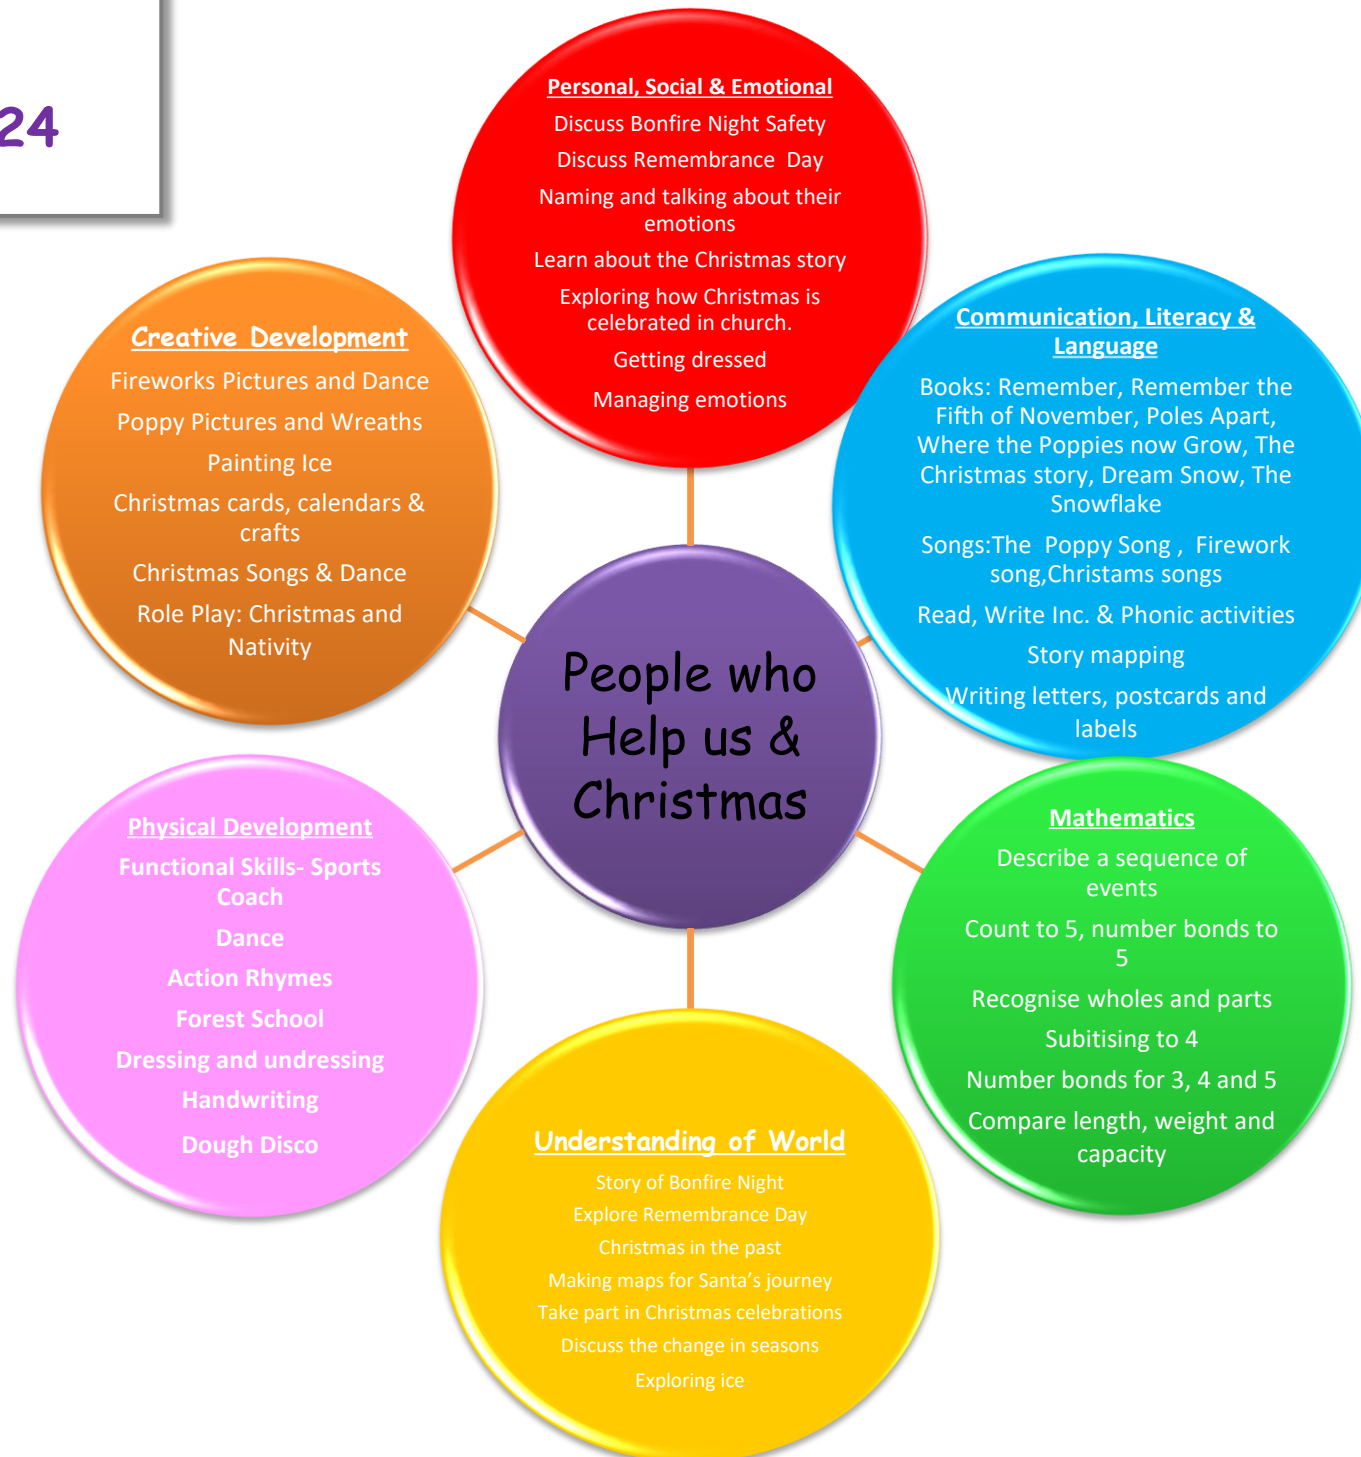 24
Personal, Social & Emotional
Discuss Bonfire Night Safety
Discuss Remembrance  Day
Naming and talking about their
emotions
Learn about the Christmas story
Exploring how Christmas is
celebrated in church.
Getting dressed
Managing emotions
Communication, Literacy &
Language
Books: Remember, Remember the
Fifth of November, Poles Apart,
Where the Poppies now Grow, The
Christmas story, Dream Snow, The
Snowflake
Songs:The  Poppy Song ,  Firework
song,Christams songs
Read, Write Inc. & Phonic activities
Story mapping
Writing letters, postcards and
labels
Mathematics
Describe a sequence of
events
Count to 5, number bonds to
5
Recognise wholes and parts
Subitising to 4
Number bonds for 3, 4 and 5
Compare length, weight and
capacity
Understanding of World
Story of Bonfire Night
Explore Remembrance Day
Christmas in the past
Making maps for Santa’s journey
Take part in Christmas celebrations
Discuss the change in seasons
Exploring ice
Physical Development
Functional Skills- Sports
Coach
Dance
Action Rhymes
Forest School
Dressing and undressing
Handwriting
Dough Disco
Creative Development
Fireworks Pictures and Dance
Poppy Pictures and Wreaths
Painting Ice
Christmas cards, calendars &
crafts
Christmas Songs & Dance
Role Play: Christmas and
Nativity
People who
Help us &
Christmas